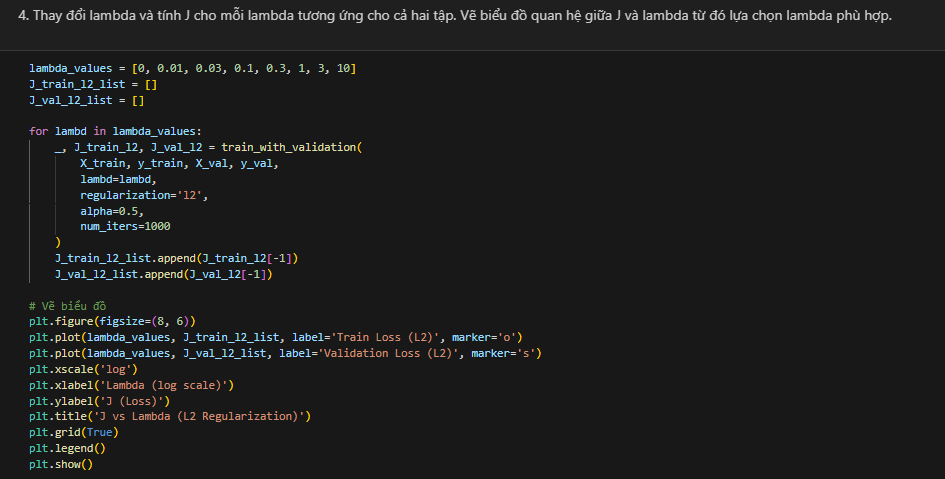 4. Thay đổi lambda và tính J cho mỗi lambda tương ứng cho cả hai tập. Vẽ biểu đồ quan hệ giữa J và lambda từ đó lựa chọn lambda phù hợp.
lambda_values = [0, 0.01, 0.03, 0.1, 0.3, 1, 3, 10]
J_train_l2_list = []
J_val_l2_list = []

for lambd in lambda_values:
    _, J_train_l2, J_val_l2 = train_with_validation(
        X_train, y_train, X_val, y_val,
        lambd=lambd,
        regularization='l2',
        alpha=0.5,
        num_iters=1000
    )
    J_train_l2_list.append(J_train_l2[-1])
    J_val_l2_list.append(J_val_l2[-1])

# Vẽ biểu đồ
plt.figure(figsize=(8, 6))
plt.plot(lambda_values, J_train_l2_list, label='Train Loss (L2)', marker='o')
plt.plot(lambda_values, J_val_l2_list, label='Validation Loss (L2)', marker='s')
plt.xscale('log')
plt.xlabel('Lambda (log scale)')
plt.ylabel('J (Loss)')
plt.title('J vs Lambda (L2 Regularization)')
plt.grid(True)
plt.legend()
plt.show()